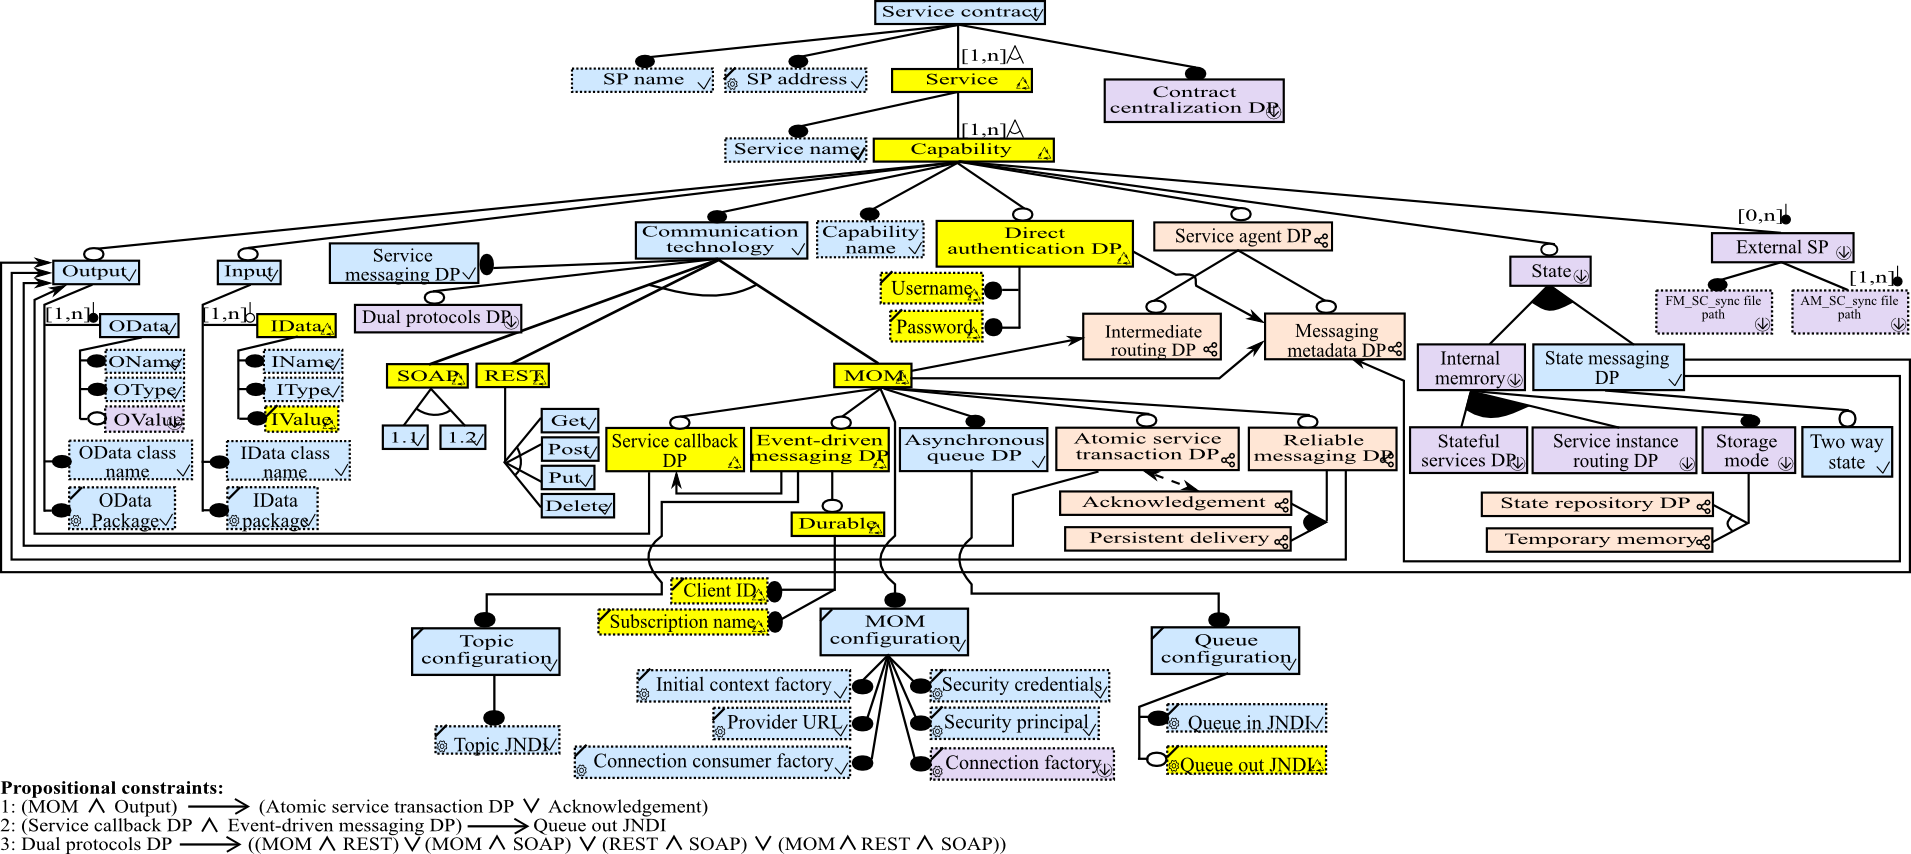 Service contract
[1,n]
SP name
SP address
Service
Contract
centralization DP
[1,n]
Service name
Capability
[0,n]
Output
Input
Service
messaging DP
Communication
technology
Capability
name
Direct
authentication DP
Service agent DP
State
External SP
[1,n]
[1,n]
[1,n]
OData
IData
Dual protocols DP
Username
Password
Intermediate
routing DP
Messaging
metadata DP
FM_SC_sync file
path
AM_SC_sync file
path
OName
OType
OValue
IName
IType
IValue
SOAP
REST
MOM
Internal
memrory
State messaging
DP
1.1
1.2
Get
Post
Put
Delete
Service callback
DP
Event-driven
messaging DP
Asynchronous
queue DP
Atomic service
transaction DP
Reliable
messaging DP
Stateful
services DP
Service instance
routing DP
Storage
mode
Two way
state
OData class
name
IData class
name
OData
Package
IData
package
Durable
Acknowledgement
Persistent delivery
State repository DP
Temporary memory
Client ID
Subscription name
Topic
configuration
MOM
configuration
Queue
configuration
Initial context factory
Security credentials
Provider URL
Security principal
Connection consumer factory
Connection factory
Topic JNDI
Queue in JNDI
Queue out JNDI
Propositional constraints:
1: (MOM ∧ Output) ⟶ (Atomic service transaction DP ∨ Acknowledgement)
2: (Service callback DP ∧ Event-driven messaging DP) ⟶ Queue out JNDI
3: Dual protocols DP ⟶ ((MOM ∧ REST) ∨ (MOM ∧ SOAP) ∨ (REST ∧ SOAP) ∨ (MOM ∧ REST ∧ SOAP))